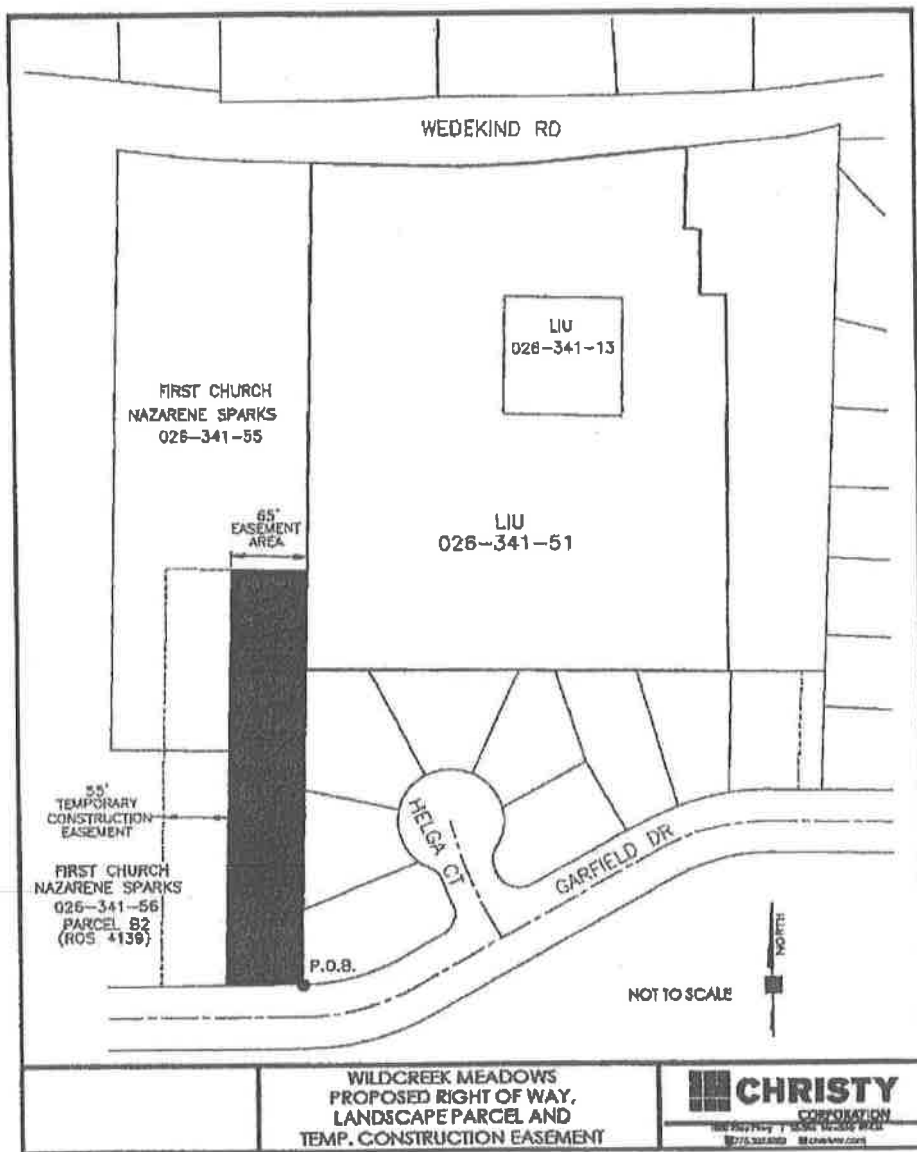 WEDEKIND RD
LIU
026-341-13
FIRST CHURCH
NAZARENE SPARKS
026-341-55
65'
EASEMENT
AREA
LIU
026-341-51
55'
TEMPORARY
CONSTRUCTION
EASEMENT
HELGA CT
GARFIELD DR
FIRST CHURCH
NAZARENE SPARKS
026-341-56
PARCEL B2
(ROS 4139)
P.O.B.
NORTH
NOT TO SCALE
WILDCREEK MEADOWS
PROPOSED RIGHT OF WAY,
LANDSCAPE PARCEL AND
TEMP. CONSTRUCTION EASEMENT
CHRISTY
CORPORATION